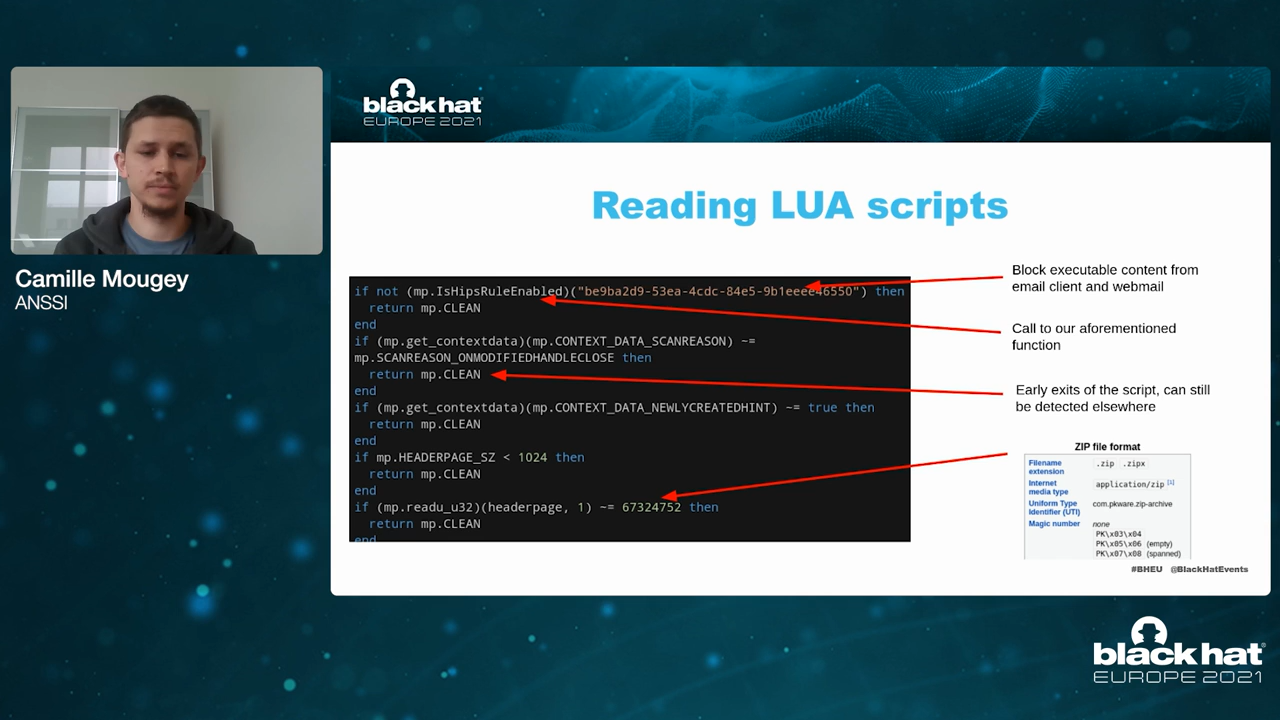 black hat
EUROPE 2021
Camille Mougey
ANSSI
Reading LUA scripts
if not (mp.IsHipsRuleEnabled)("be9ba2d9-53ea-4cdc-84e5-9b1eeee46550") then
return mp.CLEAN
end
if (mp.get_contextdata)(mp.CONTEXT_DATA_SCANREASON) ~=
mp.SCANREASON_ONMODIFIEDHANDLECLOSE then
return mp.CLEAN
end
if (mp.get_contextdata)(mp.CONTEXT_DATA_NEWLYCREATEDHINT) ~= true then
return mp.CLEAN
end
if mp.HEADERPAGE_SZ < 1024 then
return mp.CLEAN
end
if (mp.readu_u32)(headerpage, 1) ~= 67324752 then
return mp.CLEAN
end
Block executable content from
email client and webmail
Call to our aforementioned
function
Early exits of the script, can still
be detected elsewhere
ZIP file format
Filename extension .zip .zipx
Internet media type application/zip [1]
Uniform Type Identifier (UTI) com.pkware.zip-archive
Magic number none
PK\x03\x04
PK\x05\x06 (empty)
PK\x07\x08 (spanned)
#BHEU @BlackHatEvents
black hat
EUROPE 2021